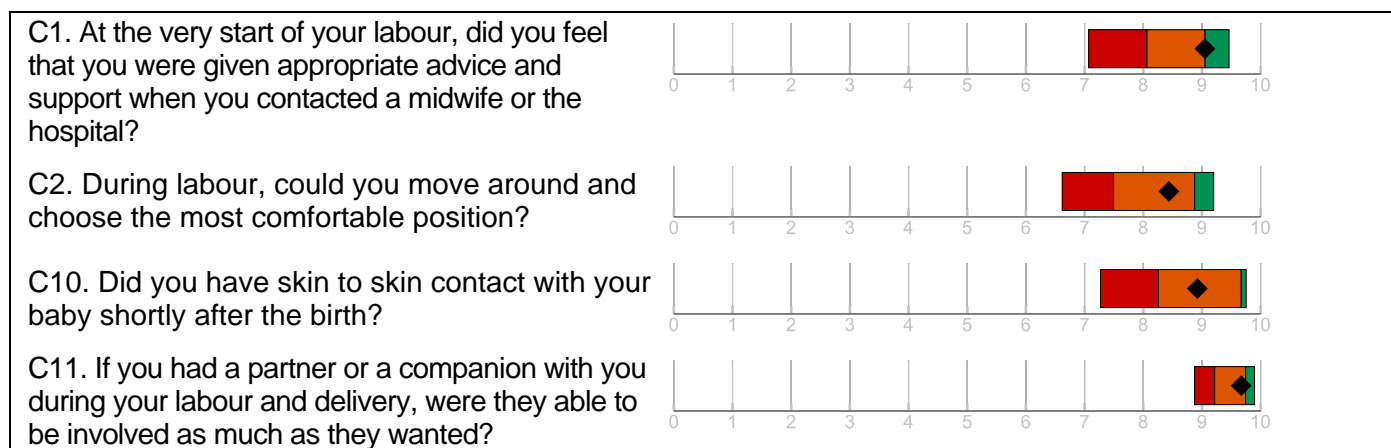 C1. At the very start of your labour, did you feel
that you were given appropriate advice and
support when you contacted a midwife or the
hospital?
0 1 2 3 4 5 6 7 8 9 10
C2. During labour, could you move around and
choose the most comfortable position?
0 1 2 3 4 5 6 7 8 9 10
C10. Did you have skin to skin contact with your
baby shortly after the birth?
0 1 2 3 4 5 6 7 8 9 10
C11. If you had a partner or a companion with you
during your labour and delivery, were they able to
be involved as much as they wanted?
0 1 2 3 4 5 6 7 8 9 10